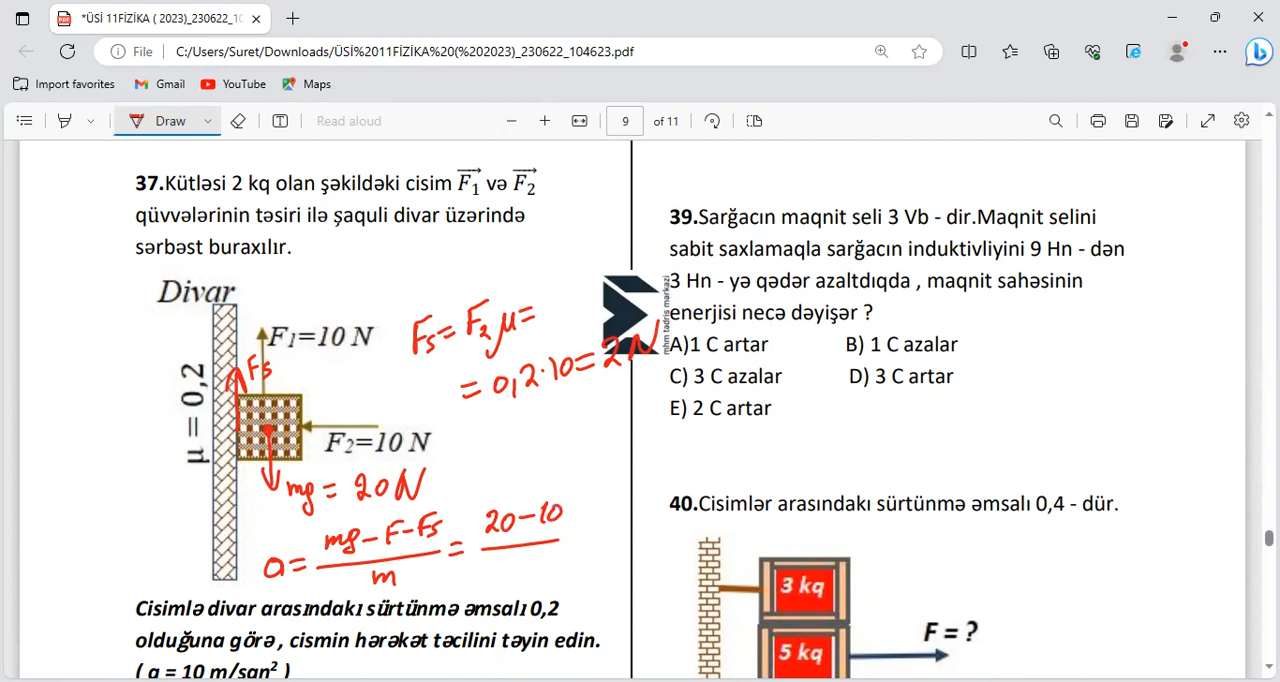 *ÜSİ 11FİZİKA ( 2023)_230622_10
File C:/Users/Suret/Downloads/ÜSİ%2011FİZİKA%20(%202023)_230622_104623.pdf
Import favorites Gmail YouTube Maps
Draw Read aloud 9 of 11
37.Kütləsi 2 kq olan şəkildəki cisim F₁ və F₂
qüvvələrinin təsiri ilə şaquli divar üzərində
sərbəst buraxılır.
Divar
F₁=10 N
Fs
μ = 0,2
F₂=10 N
mg = 20N
Fs = F₂μ =
= 0,2·10 = 2N
a = (mg-F-Fs)/m = 20-10
Cisimlə divar arasındakı sürtünmə əmsalı 0,2
olduğuna görə , cismin hərəkət təcilini təyin edin.
( g = 10 m/san² )
mhm tədris mərkəzi
39.Sarğacın maqnit seli 3 Vb - dir.Maqnit selini
sabit saxlamaqla sarğacın induktivliyini 9 Hn - dən
3 Hn - yə qədər azaltdıqda , maqnit sahəsinin
enerjisi necə dəyişər ?
A)1 C artar B) 1 C azalar
C) 3 C azalar D) 3 C artar
E) 2 C artar
40.Cisimlər arasındakı sürtünmə əmsalı 0,4 - dür.
3 kq
F = ?
5 kq